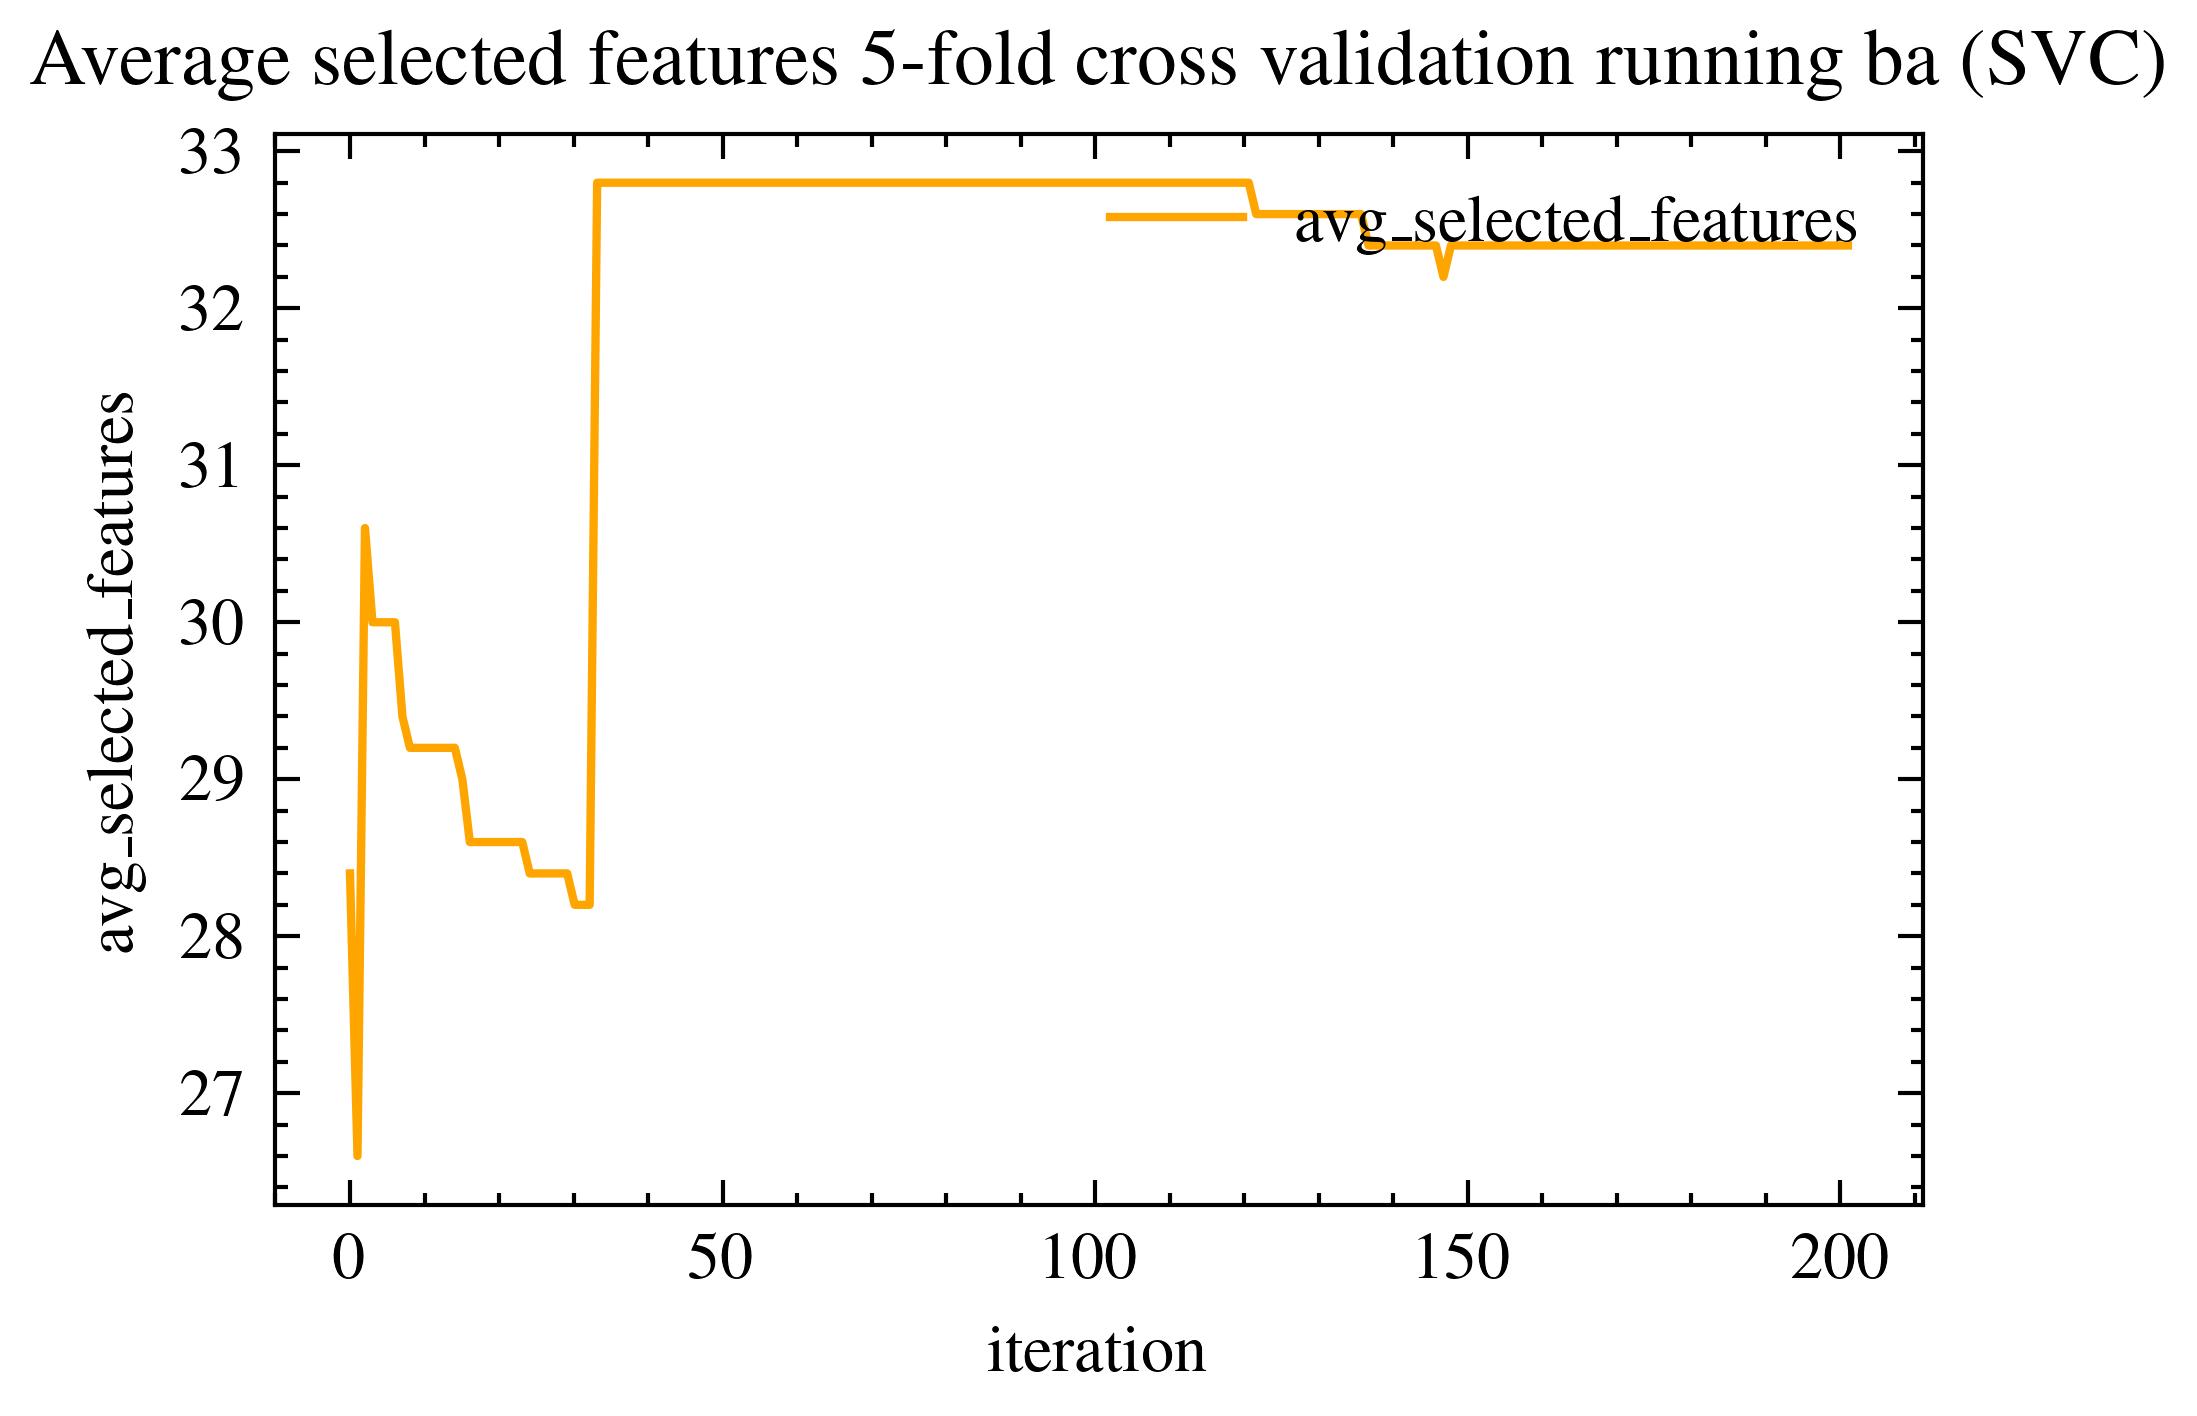 Average selected features 5-fold cross validation running ba (SVC)
33
32
31
30
29
28
27
avg_selected_features
avg_selected_features
0 50 100 150 200
iteration